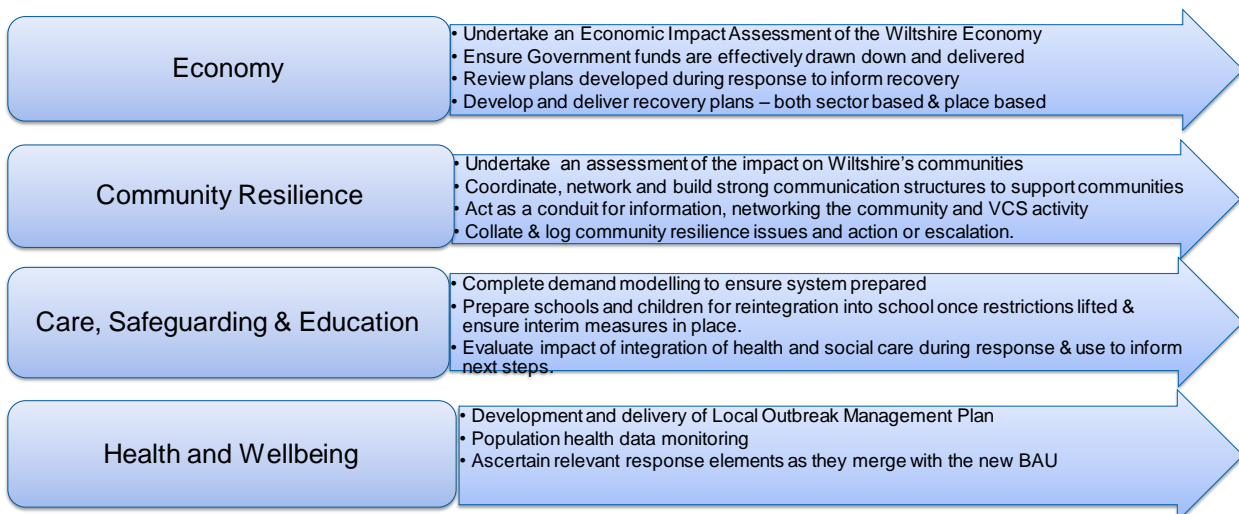 Economy
• Undertake an Economic Impact Assessment of the Wiltshire Economy
• Ensure Government funds are effectively drawn down and delivered
• Review plans developed during response to inform recovery
• Develop and deliver recovery plans – both sector based & place based
Community Resilience
• Undertake an assessment of the impact on Wiltshire's communities
• Coordinate, network and build strong communication structures to support communities
• Act as a conduit for information, networking the community and VCS activity
• Collate & log community resilience issues and action or escalation.
Care, Safeguarding & Education
• Complete demand modelling to ensure system prepared
• Prepare schools and children for reintegration into school once restrictions lifted &
ensure interim measures in place.
• Evaluate impact of integration of health and social care during response & use to inform
next steps.
Health and Wellbeing
• Development and delivery of Local Outbreak Management Plan
• Population health data monitoring
• Ascertain relevant response elements as they merge with the new BAU